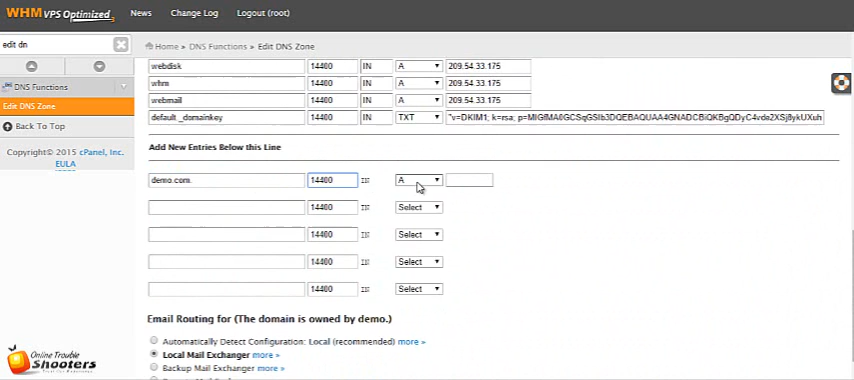 WHM VPS Optimized 3 News Change Log Logout (root)
edit dn
Home » DNS Functions » Edit DNS Zone
DNS Functions
Edit DNS Zone
Back To Top
Copyright© 2015 cPanel, Inc.
EULA
webdisk 14400 IN A 209.54.33.175
whm 14400 IN A 209.54.33.175
webmail 14400 IN A 209.54.33.175
default._domainkey 14400 IN TXT
Add New Entries Below this Line
demo.com. 14400 IN A
14400 IN Select
14400 IN Select
14400 IN Select
14400 IN Select
Email Routing for (The domain is owned by demo.)
Automatically Detect Configuration: Local (recommended) more »
Local Mail Exchanger more »
Backup Mail Exchanger more »
Online Trouble
Shooters